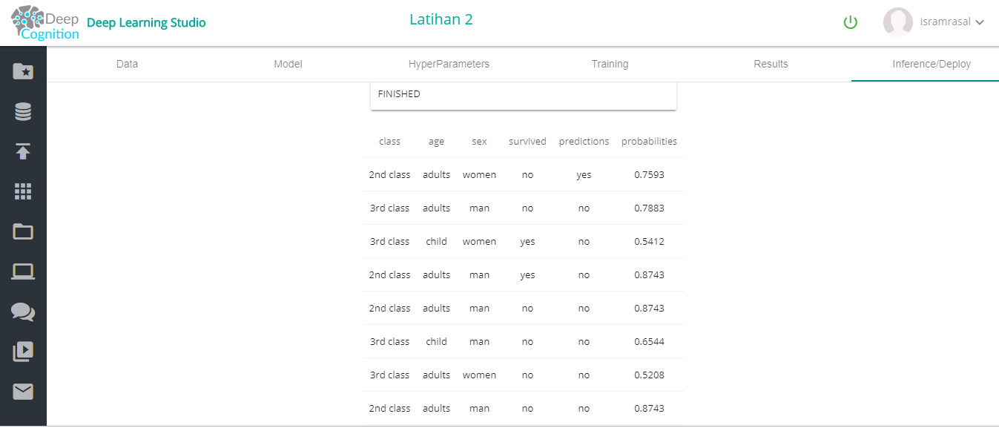 Deep
Cognition
Deep Learning Studio
Latihan 2
isramrasal
Data Model HyperParameters Training Results Inference/Deploy
FINISHED
class age sex survived predictions probabilities
2nd class adults women no yes 0.7593
3rd class adults man no no 0.7883
3rd class child women yes no 0.5412
2nd class adults man yes no 0.8743
2nd class adults man no no 0.8743
3rd class child man no no 0.6544
3rd class adults women no no 0.5208
2nd class adults man no no 0.8743